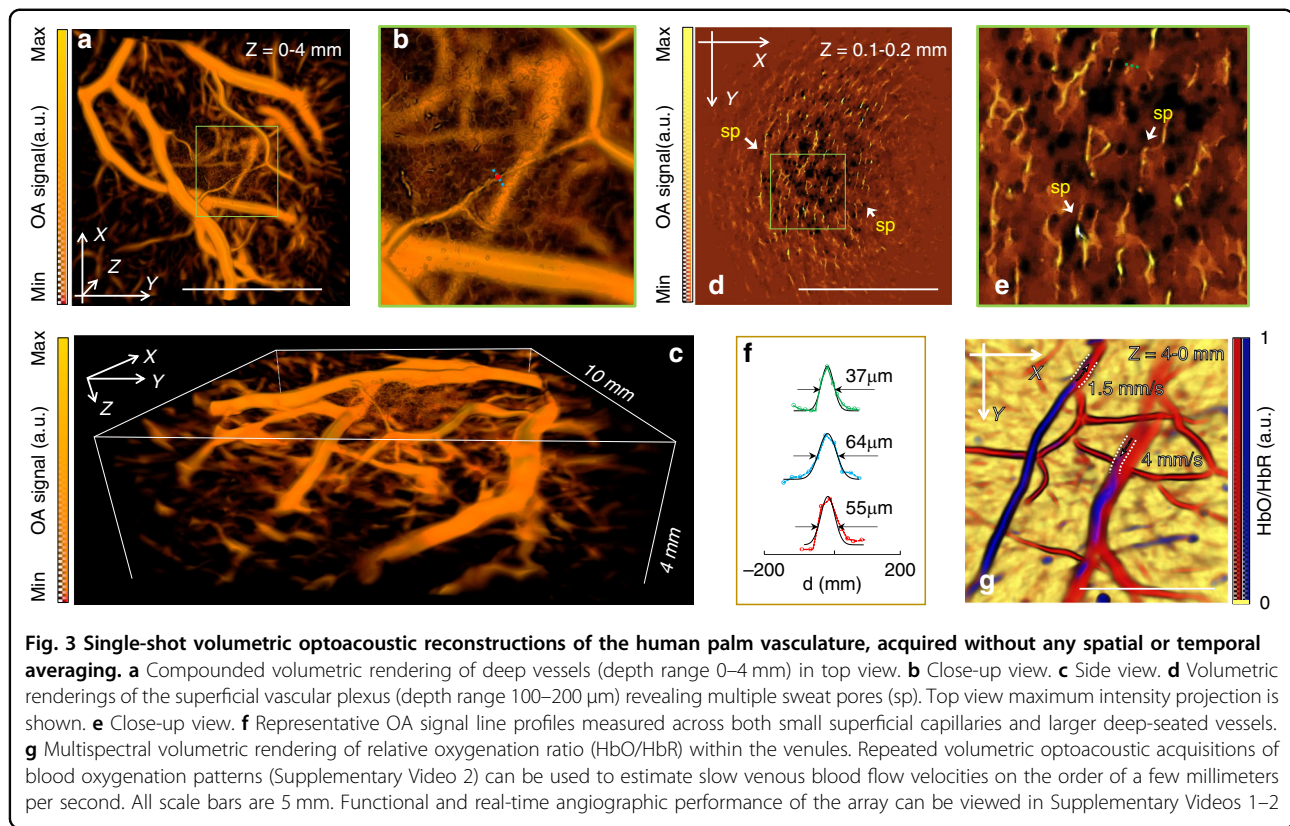 Max
OA signal(a.u.)
Min
a
Z = 0-4 mm
X
Z
Y
b
Max
OA signal(a.u.)
Min
X
Y
Z = 0.1-0.2 mm
sp
sp
d
sp
sp
e
Max
OA signal (a.u.)
Min
X
Y
Z
c
10 mm
4 mm
f
37μm
64μm
55μm
−200 200
d (mm)
X
Y
Z = 4-0 mm
1.5 mm/s
4 mm/s
g
1
HbO/HbR (a.u.)
0
Fig. 3 Single-shot volumetric optoacoustic reconstructions of the human palm vasculature, acquired without any spatial or temporal
averaging. a Compounded volumetric rendering of deep vessels (depth range 0–4 mm) in top view. b Close-up view. c Side view. d Volumetric
renderings of the superficial vascular plexus (depth range 100–200 μm) revealing multiple sweat pores (sp). Top view maximum intensity projection is
shown. e Close-up view. f Representative OA signal line profiles measured across both small superficial capillaries and larger deep-seated vessels.
g Multispectral volumetric rendering of relative oxygenation ratio (HbO/HbR) within the venules. Repeated volumetric optoacoustic acquisitions of
blood oxygenation patterns (Supplementary Video 2) can be used to estimate slow venous blood flow velocities on the order of a few millimeters
per second. All scale bars are 5 mm. Functional and real-time angiographic performance of the array can be viewed in Supplementary Videos 1–2